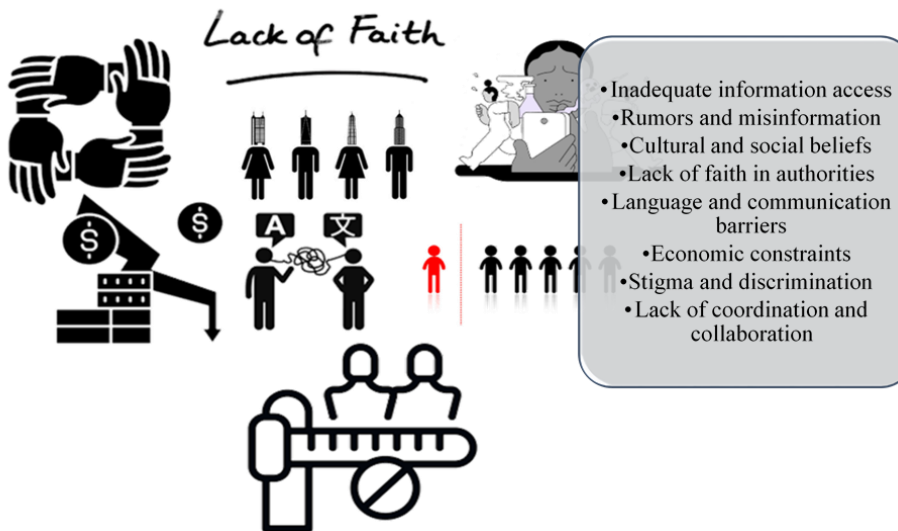 Lack of Faith
$
$
A
文
•Inadequate information access
•Rumors and misinformation
•Cultural and social beliefs
•Lack of faith in authorities
•Language and communication
barriers
•Economic constraints
•Stigma and discrimination
•Lack of coordination and
collaboration